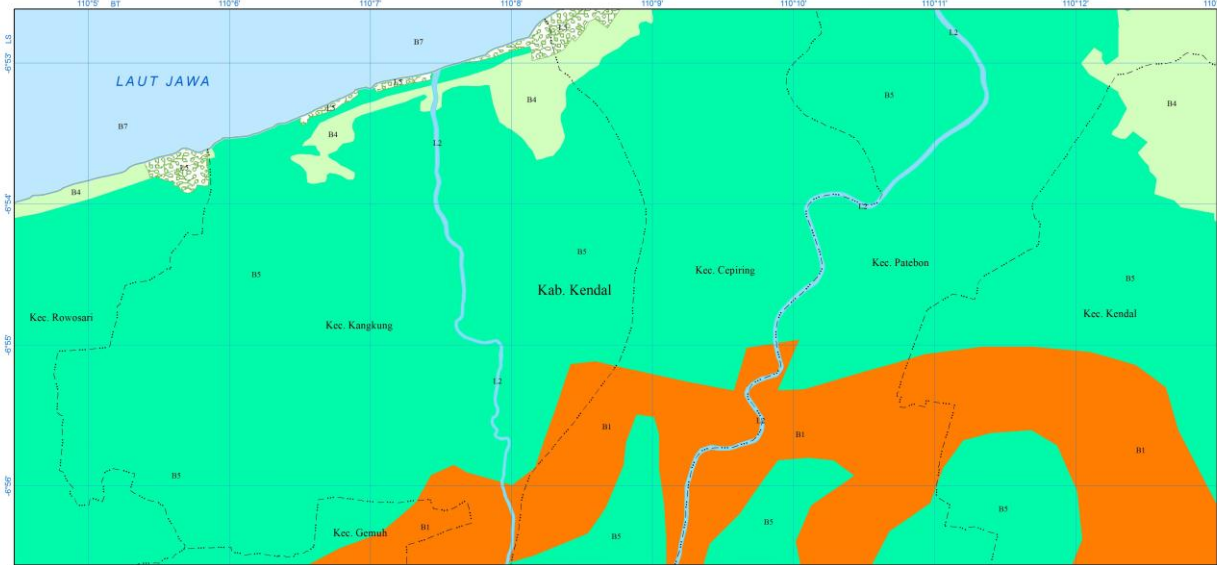 110°5' BT
110°6'
110°7'
110°8'
110°9'
110°10'
110°11'
110°12'
LS
L2
L5
B7
-6°53'
LAUT JAWA
L5
B5
L5
B4
B4
B7
B4
L2
L5
B4
-6°54'
L2
B5
Kec. Cepiring
Kec. Patebon
B5
B5
Kab. Kendal
Kec. Rowosari
Kec. Kangkung
Kec. Kendal
-6°55'
L2
L2
B1
B1
B1
B5
-6°56'
B5
B1
Kec. Gemuh
B5
B5